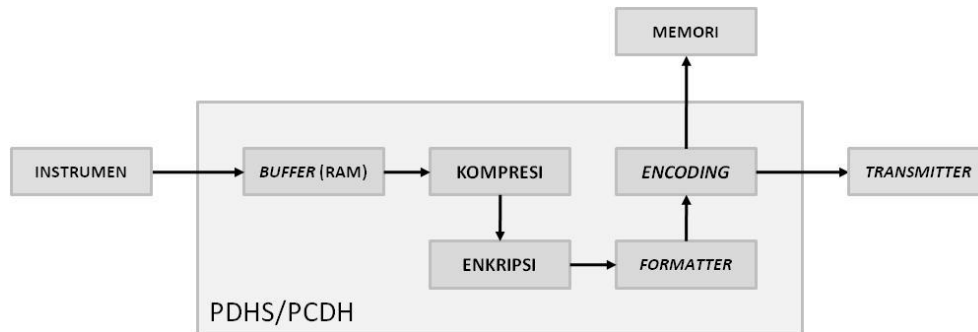 MEMORI
INSTRUMEN
BUFFER (RAM)
KOMPRESI
ENCODING
TRANSMITTER
ENKRIPSI
FORMATTER
PDHS/PCDH